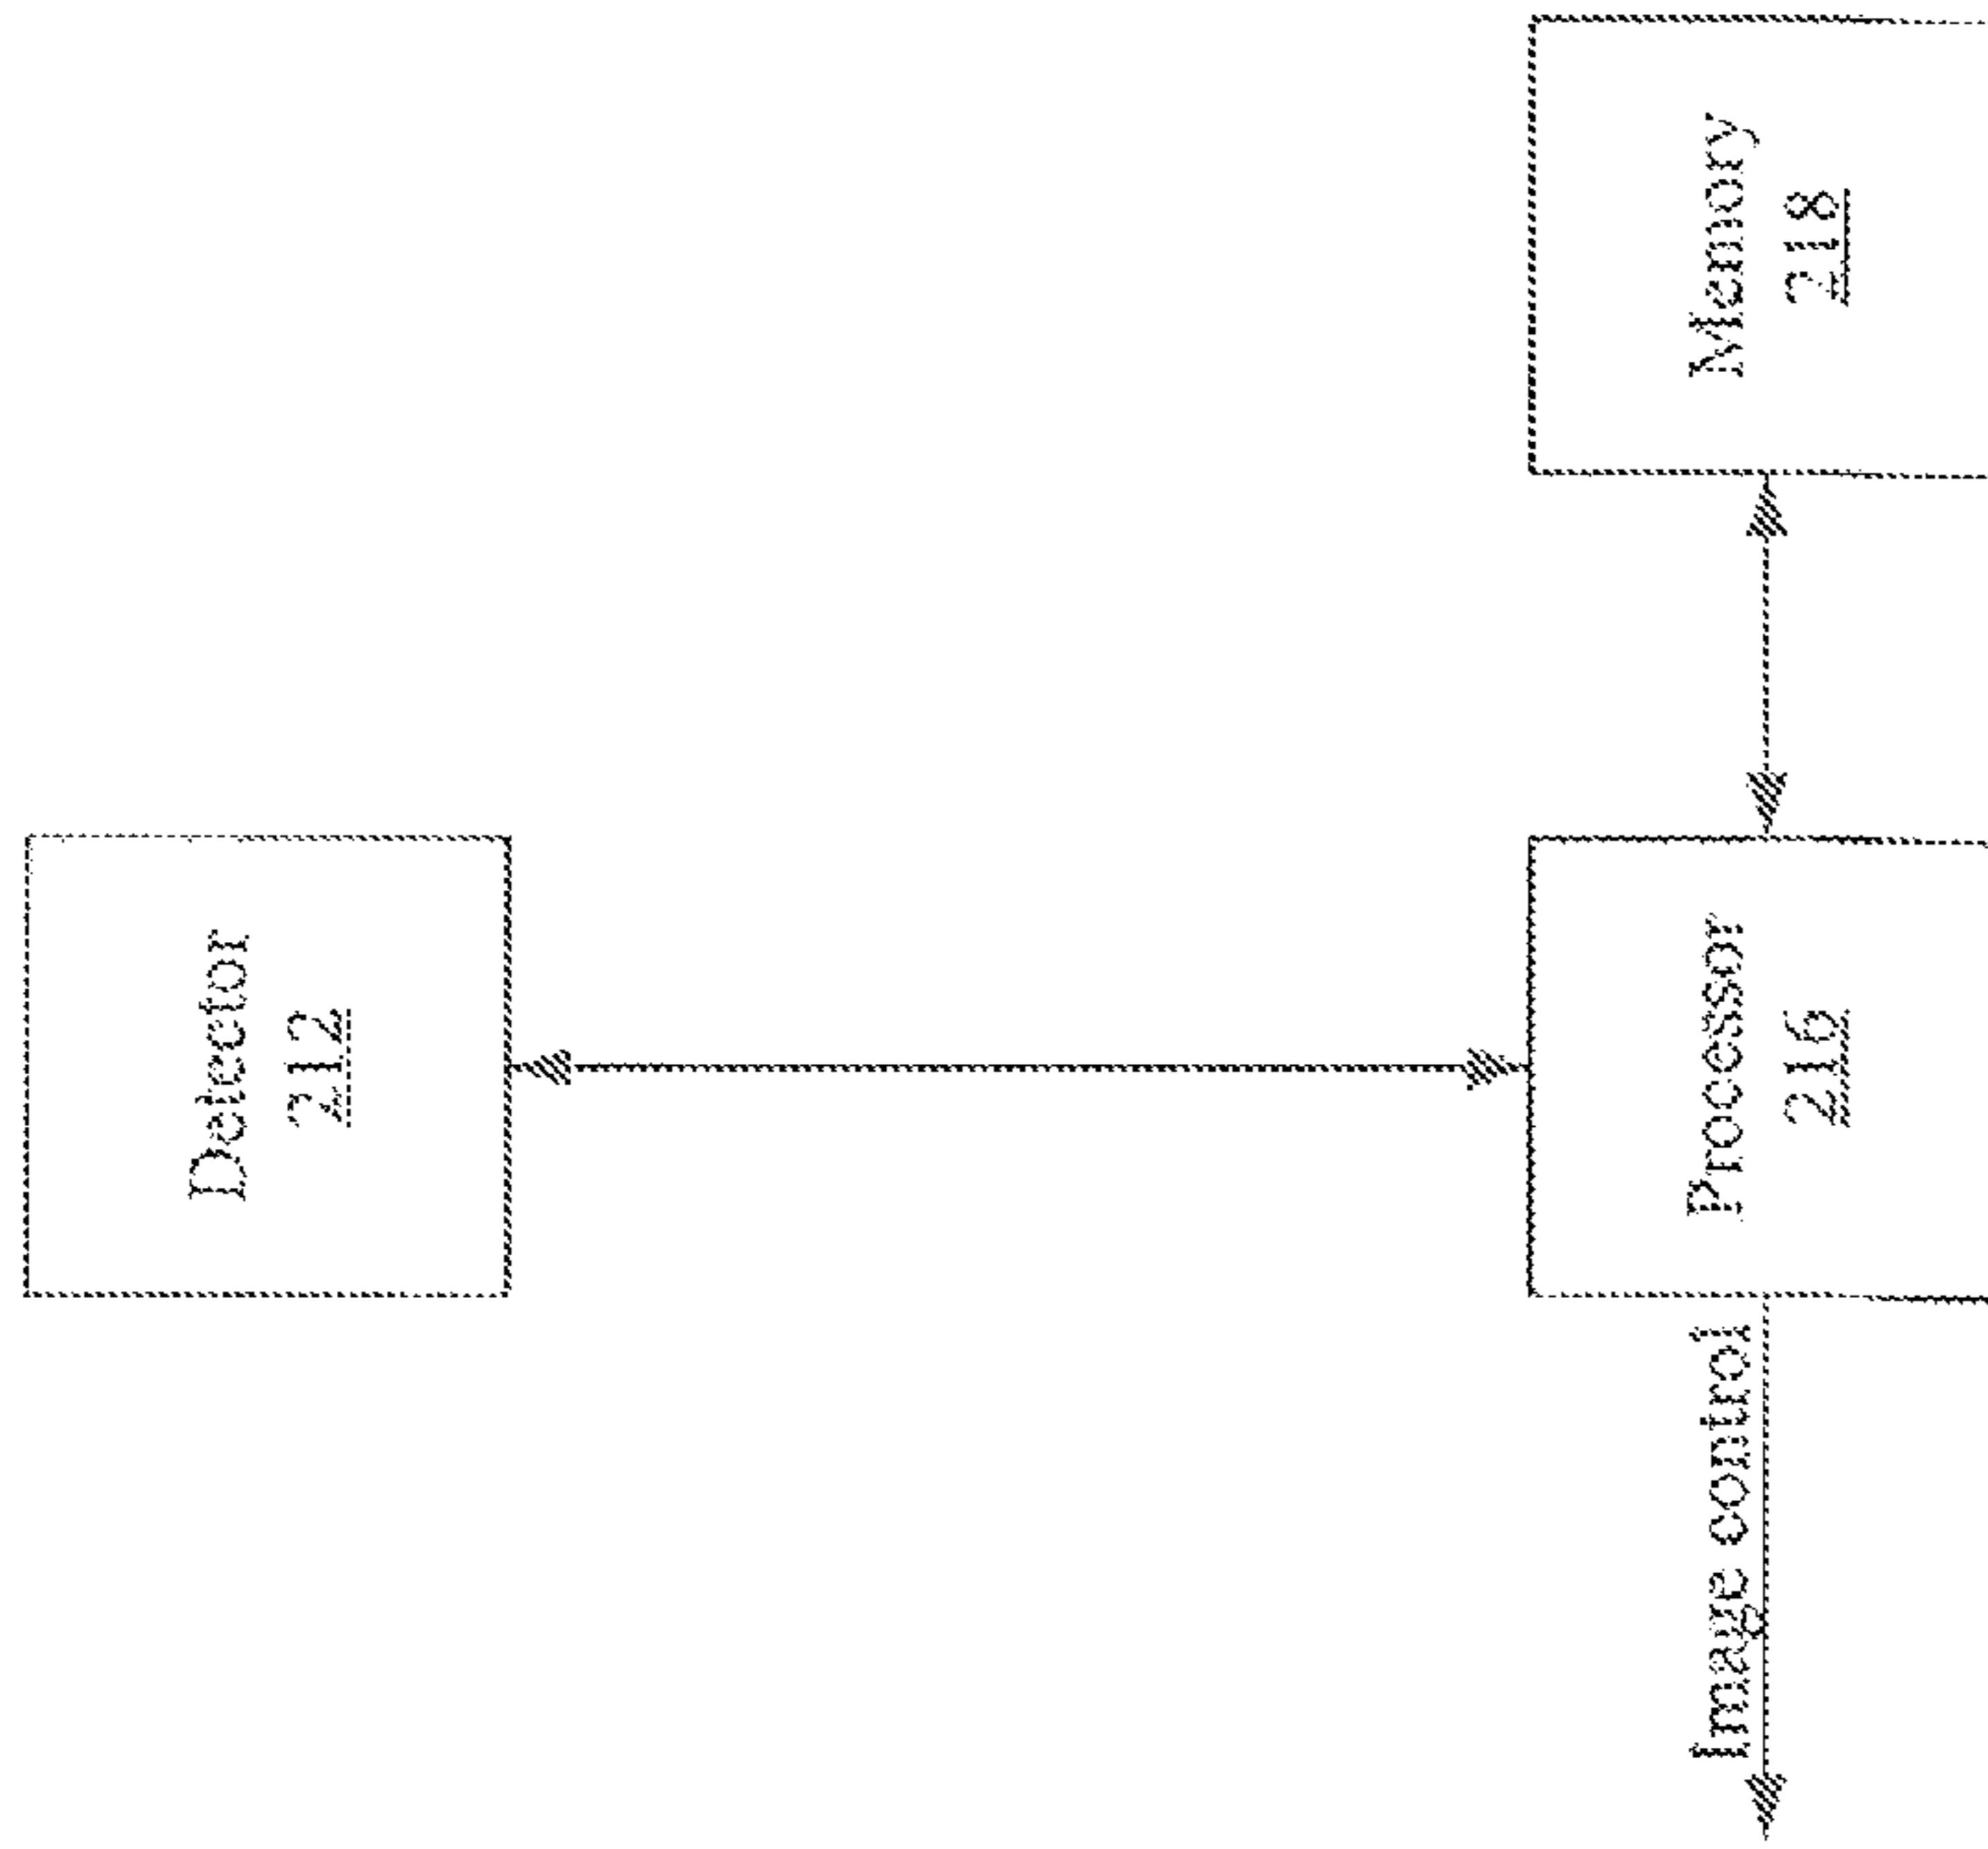 Detector
212
Image control
Processor
216
Memory
218